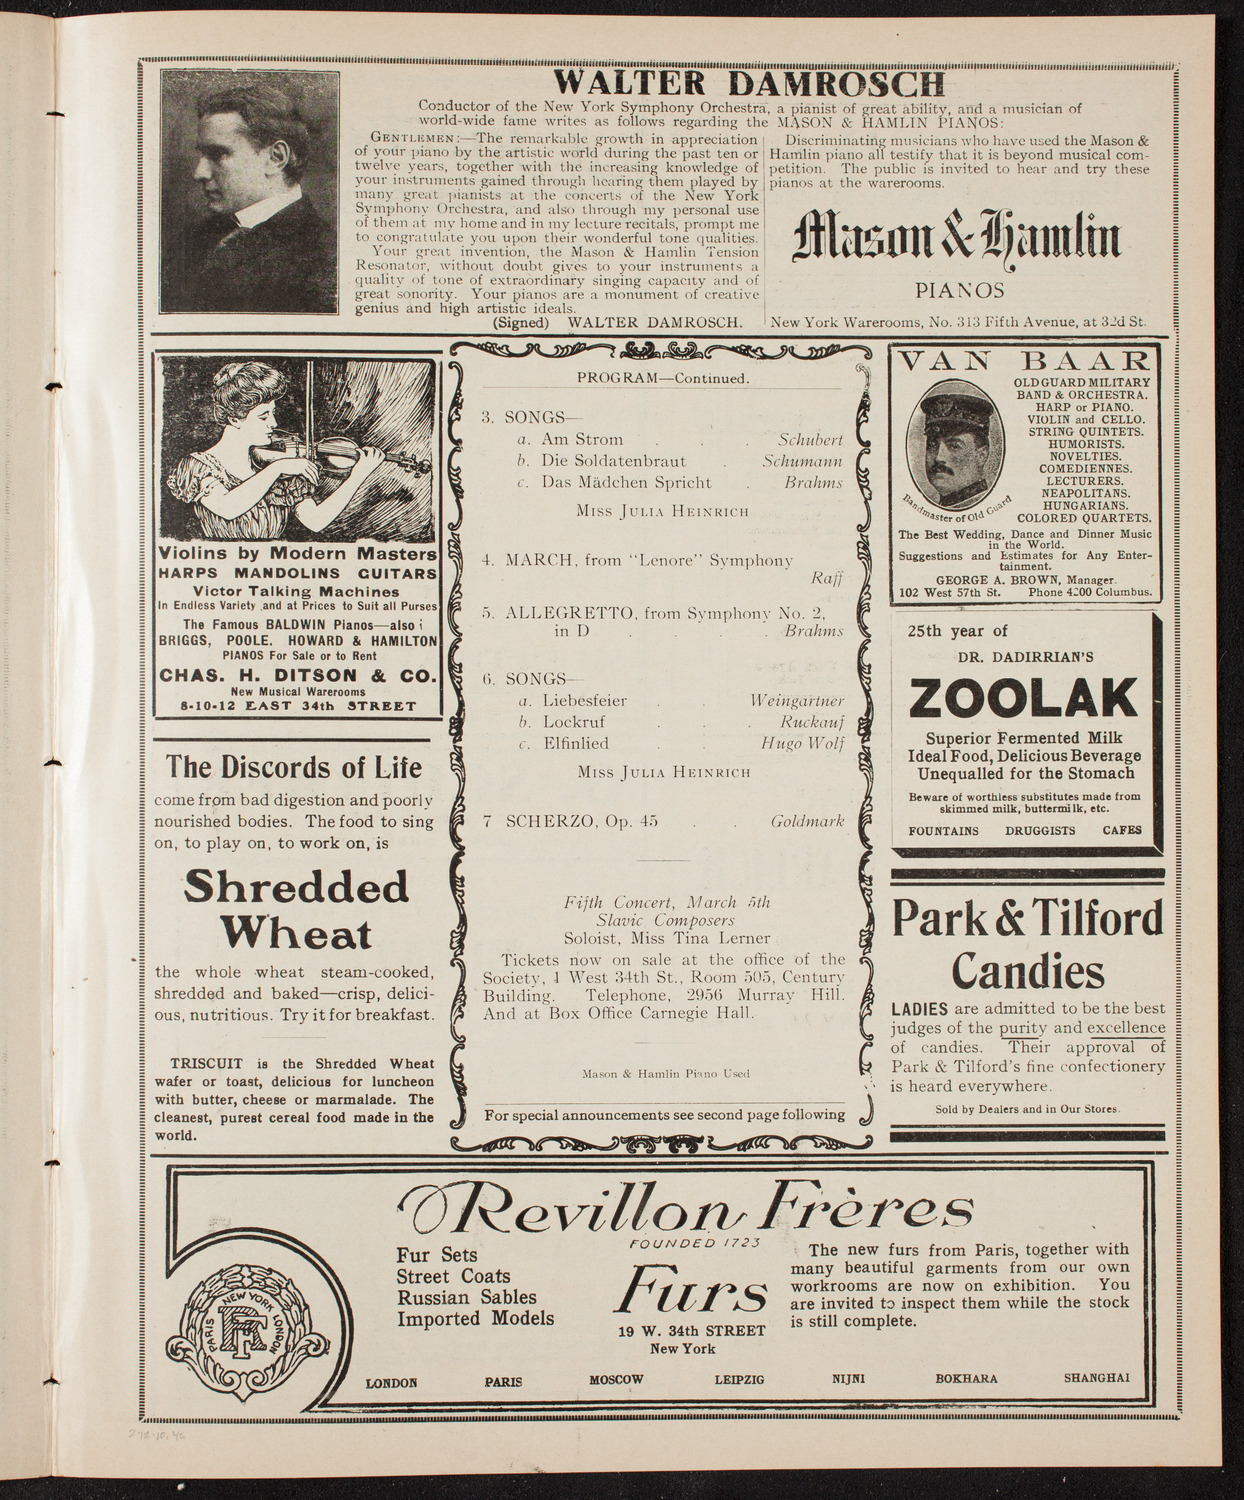 WALTER DAMROSCH
Conductor of the New York Symphony Orchestra, a pianist of great ability, and a musician of
world-wide fame writes as follows regarding the MASON & HAMLIN PIANOS:
GENTLEMEN:—The remarkable growth in appreciation
of your piano by the artistic world during the past ten or
twelve years, together with the increasing knowledge of
your instruments gained through hearing them played by
many great pianists at the concerts of the New York
Symphony Orchestra, and also through my personal use
of them at my home and in my lecture recitals, prompt me
to congratulate you upon their wonderful tone qualities.
Your great invention, the Mason & Hamlin Tension
Resonator, without doubt gives to your instruments a
quality of tone of extraordinary singing capacity and of
great sonority. Your pianos are a monument of creative
genius and high artistic ideals.
(Signed) WALTER DAMROSCH.
Discriminating musicians who have used the Mason &
Hamlin piano all testify that it is beyond musical com-
petition. The public is invited to hear and try these
pianos at the warerooms.
Mason & Hamlin
PIANOS
New York Warerooms, No. 313 Fifth Avenue, at 32d St.
Violins by Modern Masters
HARPS MANDOLINS GUITARS
Victor Talking Machines
In Endless Variety and at Prices to Suit all Purses
The Famous BALDWIN Pianos—also
BRIGGS, POOLE. HOWARD & HAMILTON
PIANOS For Sale or to Rent
CHAS. H. DITSON & CO.
New Musical Warerooms
8-10-12 EAST 34th STREET
The Discords of Life
come from bad digestion and poorly
nourished bodies. The food to sing
on, to play on, to work on, is
Shredded
Wheat
the whole wheat steam-cooked,
shredded and baked—crisp, delici-
ous, nutritious. Try it for breakfast.
TRISCUIT is the Shredded Wheat
wafer or toast, delicious for luncheon
with butter, cheese or marmalade. The
cleanest, purest cereal food made in the
world.
PROGRAM—Continued.
3. SONGS—
a. Am Strom . . . Schubert
b. Die Soldatenbraut . Schumann
c. Das Mädchen Spricht . Brahms
MISS JULIA HEINRICH
4. MARCH, from "Lenore" Symphony
Raff
5. ALLEGRETTO, from Symphony No. 2,
in D . . . . Brahms
6. SONGS—
a. Liebesfeier . . Weingartner
b. Lockruf . . . Ruckauf
c. Elfinlied . . Hugo Wolf
MISS JULIA HEINRICH
7 SCHERZO, Op. 45 . . Goldmark
Fifth Concert, March 5th
Slavic Composers
Soloist, Miss Tina Lerner
Tickets now on sale at the office of the
Society, 1 West 34th St., Room 505, Century
Building. Telephone, 2956 Murray Hill.
And at Box Office Carnegie Hall.
Mason & Hamlin Piano Used
For special announcements see second page following
VAN BAAR
OLD GUARD MILITARY
BAND & ORCHESTRA.
HARP or PIANO.
VIOLIN and CELLO.
STRING QUINTETS.
HUMORISTS.
NOVELTIES.
COMEDIENNES.
LECTURERS.
NEAPOLITANS.
HUNGARIANS.
COLORED QUARTETS.
Bandmaster of Old Guard
The Best Wedding, Dance and Dinner Music
in the World.
Suggestions and Estimates for Any Enter-
tainment.
GEORGE A. BROWN, Manager.
102 West 57th St. Phone 4200 Columbus.
25th year of
DR. DADIRRIAN'S
ZOOLAK
Superior Fermented Milk
Ideal Food, Delicious Beverage
Unequalled for the Stomach
Beware of worthless substitutes made from
skimmed milk, buttermilk, etc.
FOUNTAINS DRUGGISTS CAFES
Park & Tilford
Candies
LADIES are admitted to be the best
judges of the purity and excellence
of candies. Their approval of
Park & Tilford's fine confectionery
is heard everywhere.
Sold by Dealers and in Our Stores.
Revillon Frères
FOUNDED 1723
Fur Sets
Street Coats
Russian Sables
Imported Models
Furs
19 W. 34th STREET
New York
The new furs from Paris, together with
many beautiful garments from our own
workrooms are now on exhibition. You
are invited to inspect them while the stock
is still complete.
PARIS NEW YORK LONDON
LONDON PARIS MOSCOW LEIPZIG NIJNI BOKHARA SHANGHAI